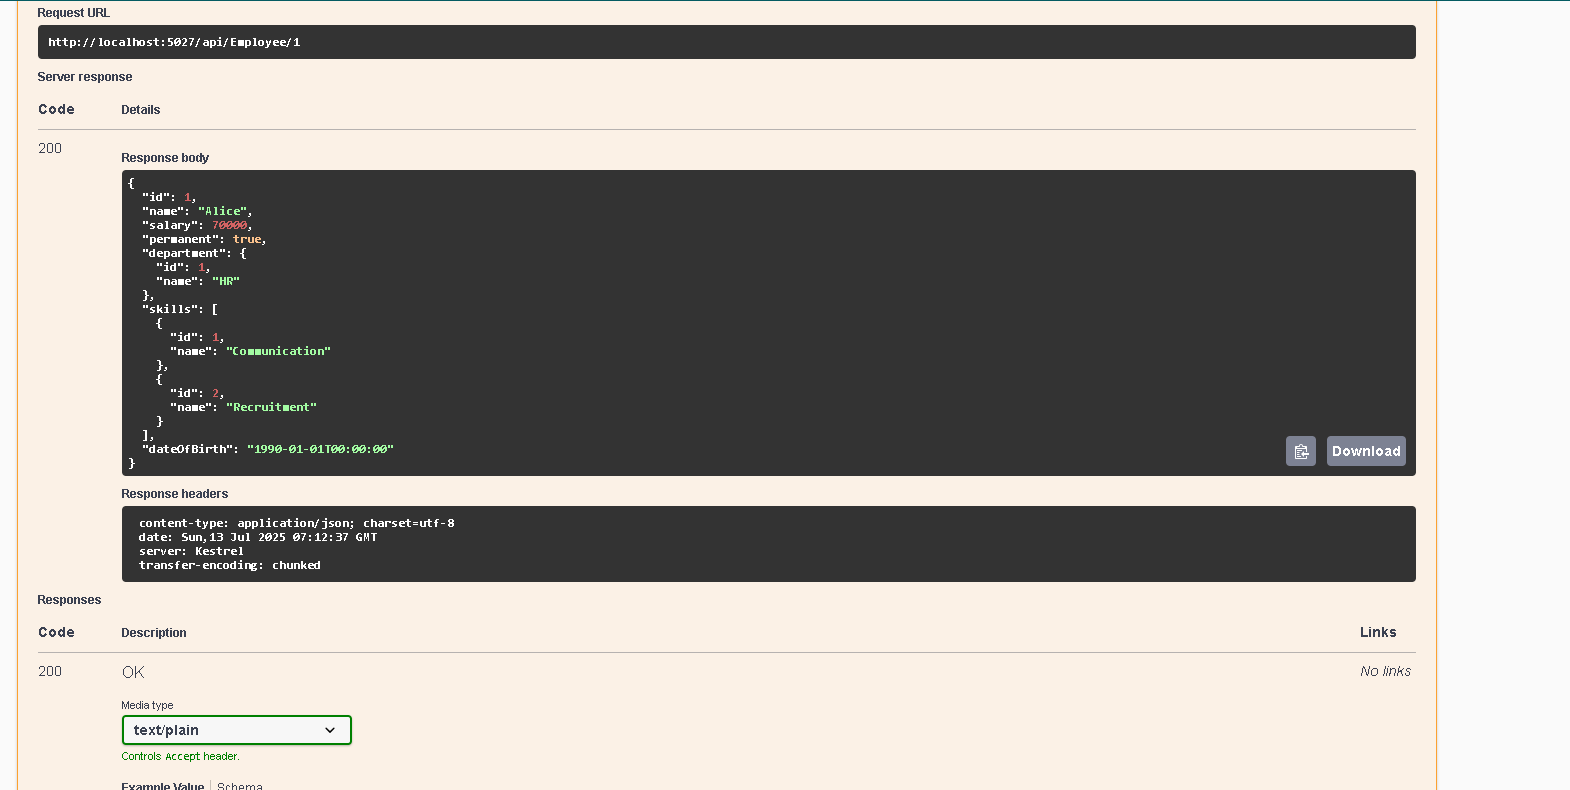 Request URL
http://localhost:5027/api/Employee/1
Server response
Code Details
200
Response body
{
  "id": 1,
  "name": "Alice",
  "salary": 70000,
  "permanent": true,
  "department": {
    "id": 1,
    "name": "HR"
  },
  "skills": [
    {
      "id": 1,
      "name": "Communication"
    },
    {
      "id": 2,
      "name": "Recruitment"
    }
  ],
  "dateOfBirth": "1990-01-01T00:00:00"
}
Download
Response headers
content-type: application/json; charset=utf-8
date: Sun,13 Jul 2025 07:12:37 GMT
server: Kestrel
transfer-encoding: chunked
Responses
Code Description Links
200 OK No links
Media type
text/plain
Controls Accept header.
Example Value Schema